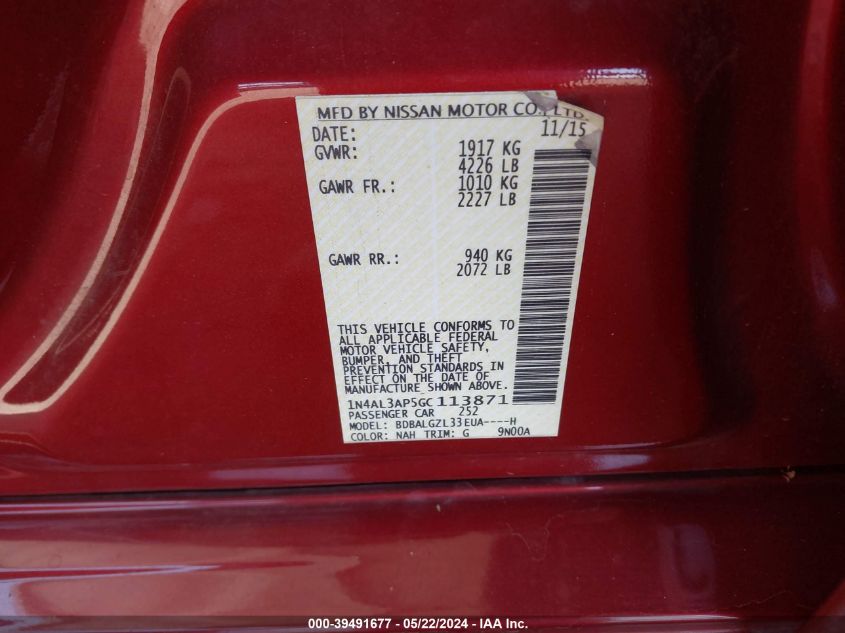 MFD BY NISSAN MOTOR CO., LTD.
DATE: 11/15
GVWR: 1917 KG
4226 LB
GAWR FR.: 1010 KG
2227 LB
GAWR RR.: 940 KG
2072 LB
THIS VEHICLE CONFORMS TO
ALL APPLICABLE FEDERAL
MOTOR VEHICLE SAFETY,
BUMPER, AND THEFT
PREVENTION STANDARDS IN
EFFECT ON THE DATE OF
MANUFACTURE SHOWN ABOVE.
1N4AL3AP5GC113871
PASSENGER CAR 252
MODEL: BDBALGZL33EUA----H
COLOR: NAH TRIM: G 9N00A
000-39491677 - 05/22/2024 - IAA Inc.